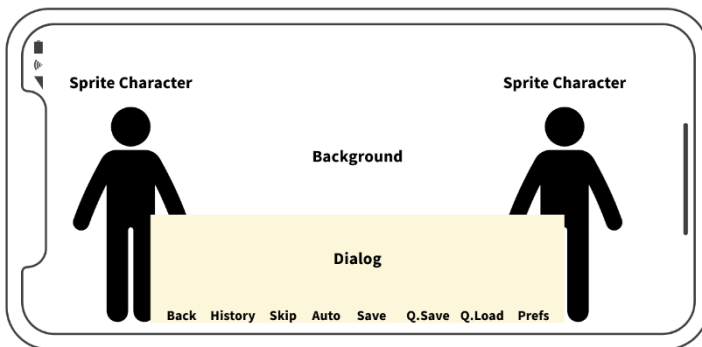 Sprite Character Sprite Character
Background
Dialog
Back History Skip Auto Save Q.Save Q.Load Prefs